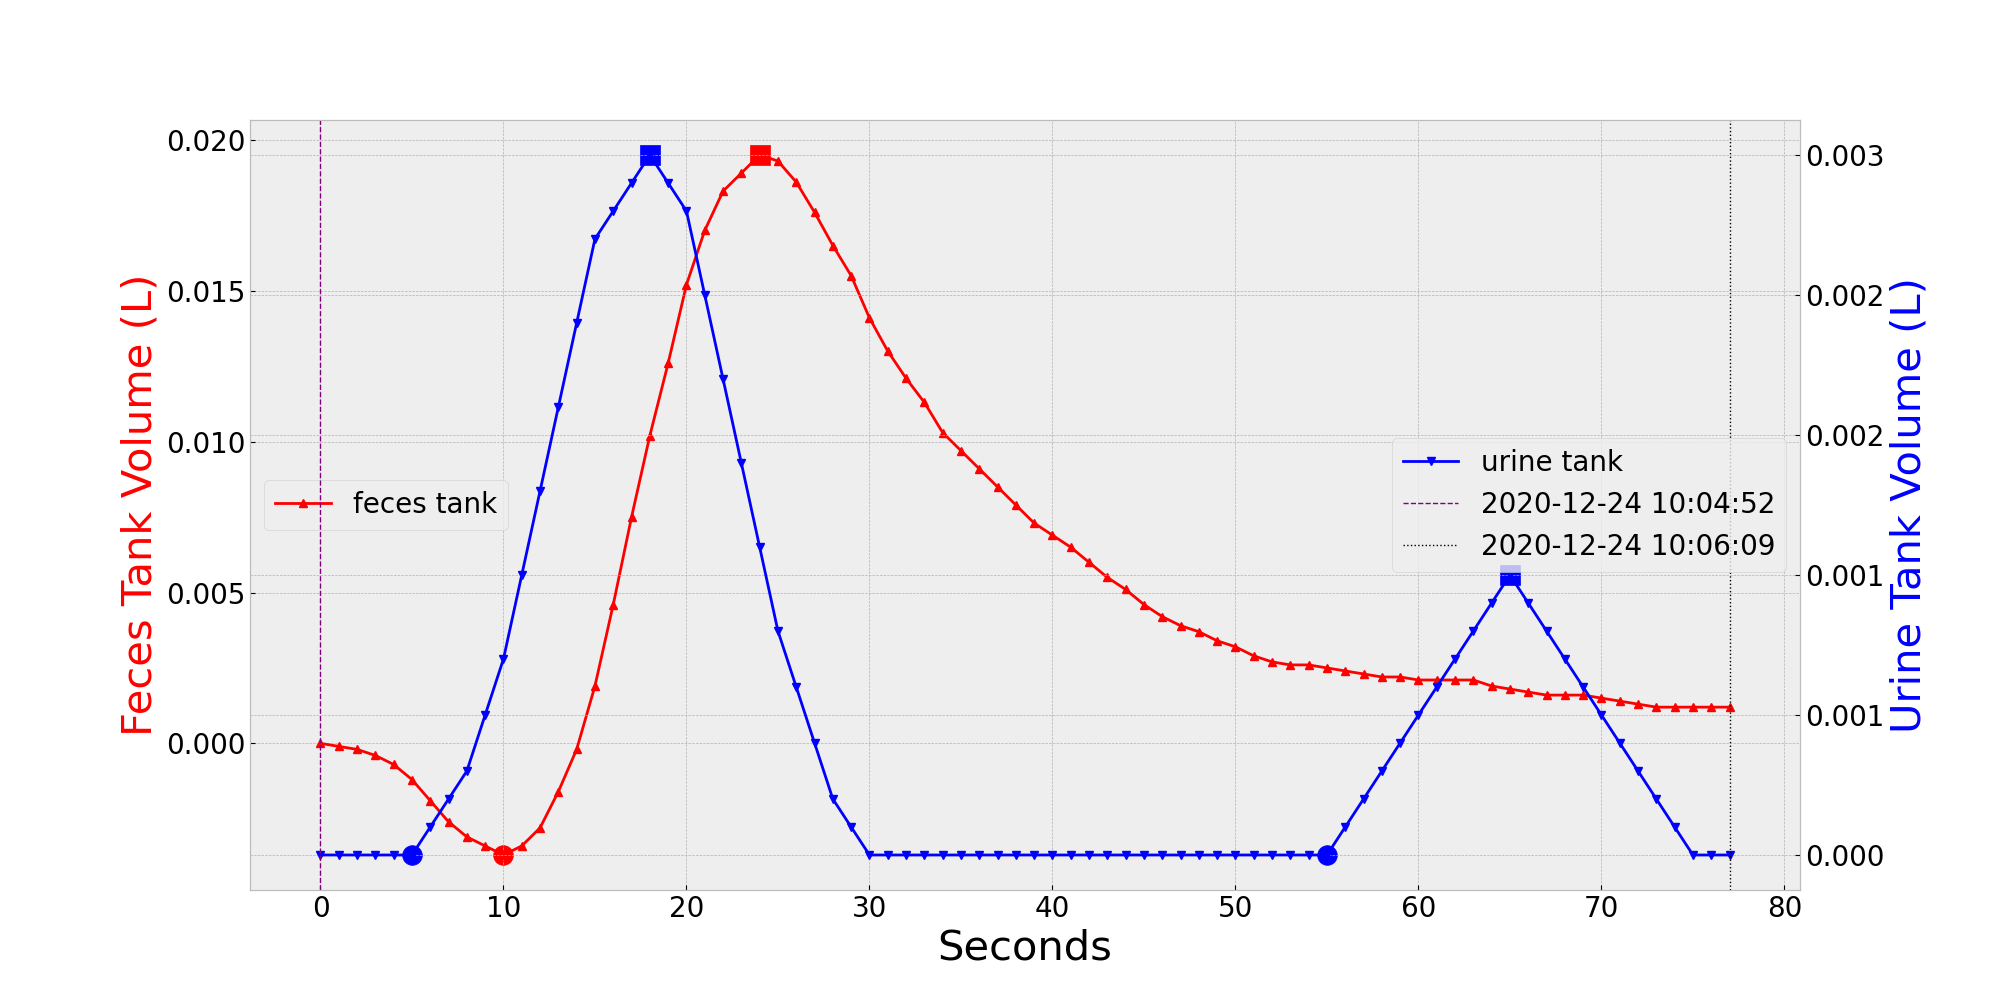 0.020
0.015
0.010
0.005
0.000
Feces Tank Volume (L)
feces tank
0.003
0.002
0.002
0.001
0.001
0.000
Urine Tank Volume (L)
urine tank
2020-12-24 10:04:52
2020-12-24 10:06:09
0 10 20 30 40 50 60 70 80
Seconds